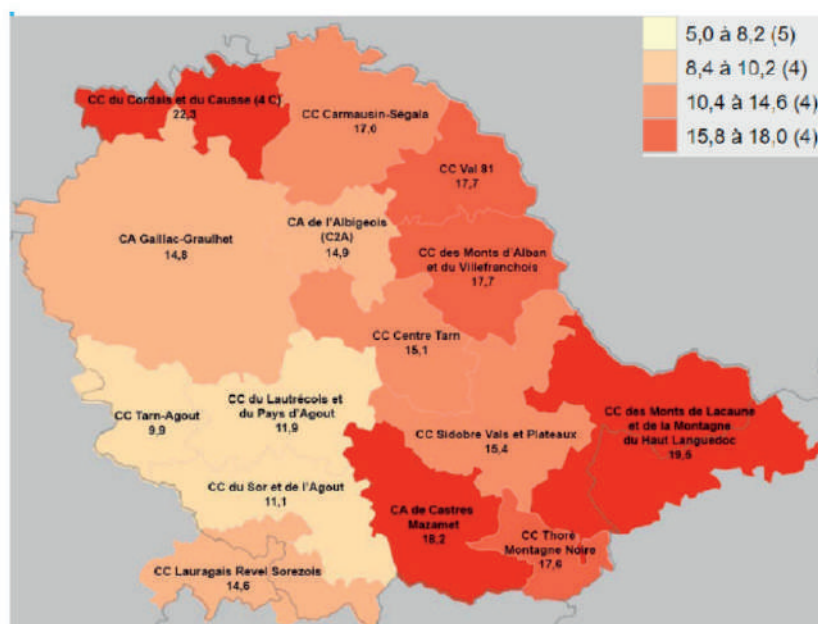 5,0 à 8,2 (5)
8,4 à 10,2 (4)
10,4 à 14,6 (4)
15,8 à 18,0 (4)
CC du Cordais et du Causse (4 C)
22,3
CC Carmausin-Ségala
17,0
CC Val 81
17,7
CA Gaillac-Graulhet
14,8
CA de l'Albigeois
(C2A)
14,9
CC des Monts d'Alban
et du Villefranchois
17,7
CC Centre Tarn
15,1
CC Tarn-Agout
9,9
CC du Lautrécois et
du Pays d'Agout
11,9
CC Sidobre Vals et Plateaux
15,4
CC des Monts de Lacaune
et de la Montagne
du Haut Languedoc
19,6
CC du Sor et de l'Agout
11,1
CA de Castres
Mazamet
18,2
CC Thoré
Montagne Noire
17,6
CC Lauragais Revel Sorezois
14,6